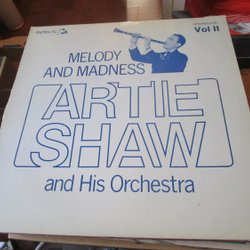 Vol II
MELODY
AND MADNESS
ARTIE
SHAW
and His Orchestra